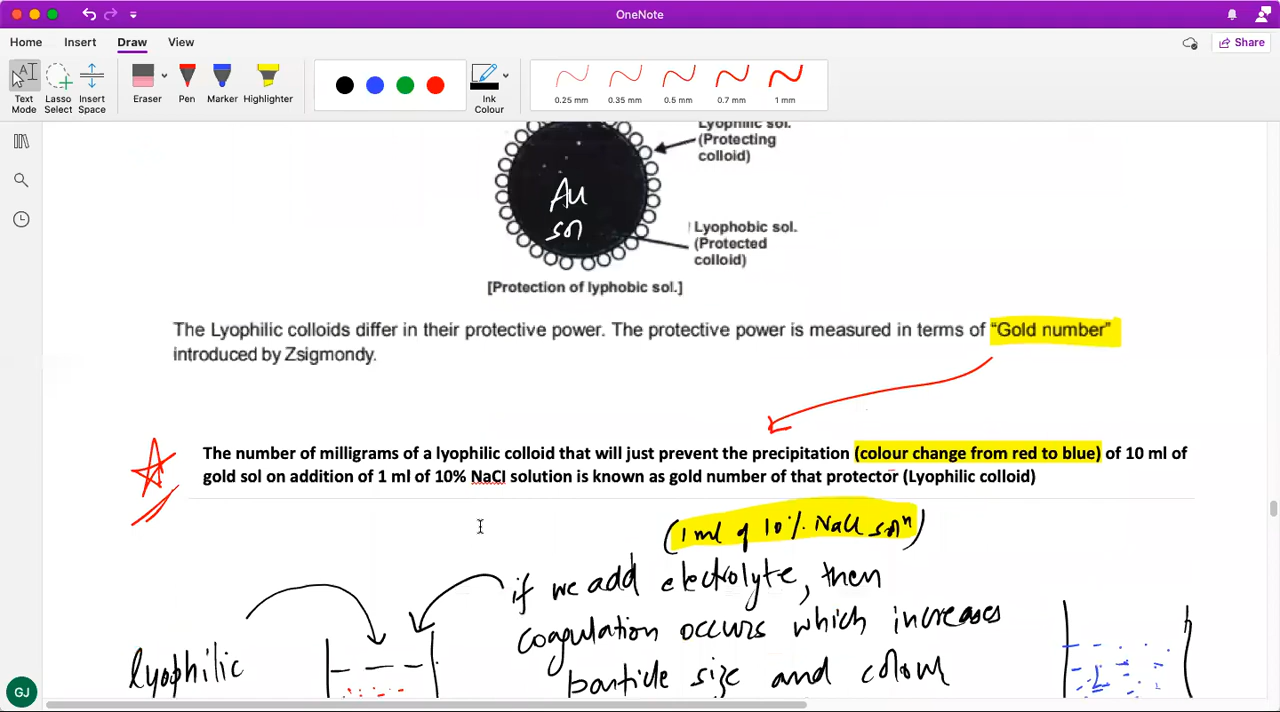 OneNote
Home Insert Draw View
Share
Text Mode
Lasso Select
Insert Space
Eraser
Pen
Marker
Highlighter
Ink Colour
0.25 mm
0.35 mm
0.5 mm
0.7 mm
1 mm
Lyophilic sol.
(Protecting
colloid)
Au
sol
Lyophobic sol.
(Protected
colloid)
[Protection of lyphobic sol.]
The Lyophilic colloids differ in their protective power. The protective power is measured in terms of “Gold number”
introduced by Zsigmondy.
The number of milligrams of a lyophilic colloid that will just prevent the precipitation (colour change from red to blue) of 10 ml of
gold sol on addition of 1 ml of 10% NaCl solution is known as gold number of that protector (Lyophilic colloid)
(1 ml of 10% NaCl solⁿ)
if we add electrolyte, then
coagulation occurs which increases
lyophilic
particle size and colour
GJ